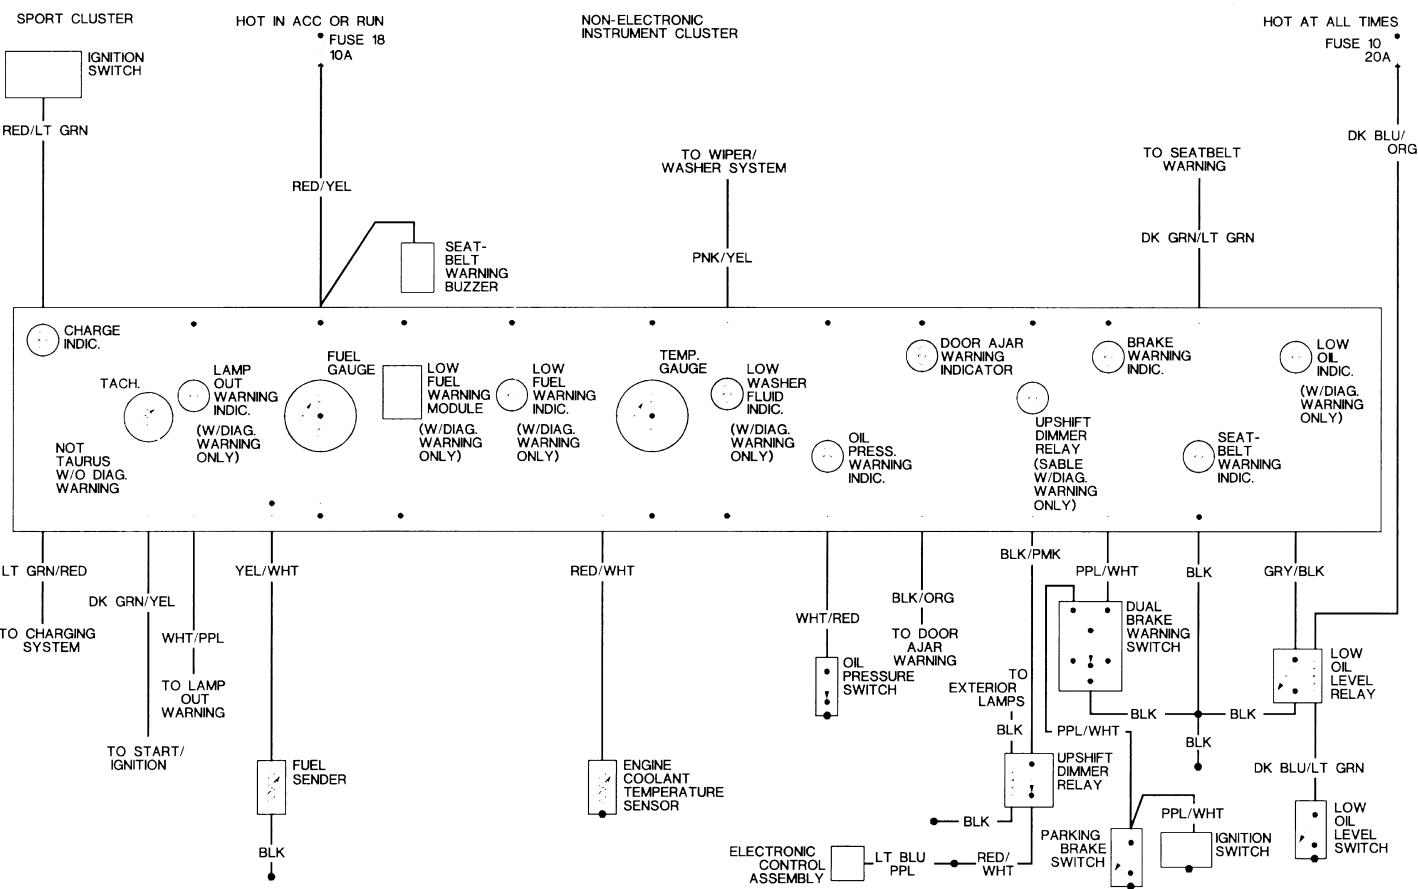 SPORT CLUSTER
HOT IN ACC OR RUN
FUSE 18
10A
NON-ELECTRONIC
INSTRUMENT CLUSTER
HOT AT ALL TIMES
FUSE 10
20A
IGNITION
SWITCH
RED/LT GRN
DK BLU/
ORG
TO WIPER/
WASHER SYSTEM
TO SEATBELT
WARNING
RED/YEL
SEAT-
BELT
WARNING
BUZZER
PNK/YEL
DK GRN/LT GRN
CHARGE
INDIC.
TACH.
NOT
TAURUS
W/O DIAG.
WARNING
LAMP
OUT
WARNING
INDIC.
(W/DIAG.
WARNING
ONLY)
FUEL
GAUGE
LOW
FUEL
WARNING
MODULE
(W/DIAG.
WARNING
ONLY)
LOW
FUEL
WARNING
INDIC.
(W/DIAG.
WARNING
ONLY)
TEMP.
GAUGE
LOW
WASHER
FLUID
INDIC.
(W/DIAG.
WARNING
ONLY)
OIL
PRESS.
WARNING
INDIC.
DOOR AJAR
WARNING
INDICATOR
UPSHIFT
DIMMER
RELAY
(SABLE
W/DIAG.
WARNING
ONLY)
BRAKE
WARNING
INDIC.
SEAT-
BELT
WARNING
INDIC.
LOW
OIL
INDIC.
(W/DIAG.
WARNING
ONLY)
LT GRN/RED
TO CHARGING
SYSTEM
DK GRN/YEL
TO START/
IGNITION
WHT/PPL
TO LAMP
OUT
WARNING
YEL/WHT
FUEL
SENDER
BLK
RED/WHT
ENGINE
COOLANT
TEMPERATURE
SENSOR
WHT/RED
OIL
PRESSURE
SWITCH
BLK/ORG
TO DOOR
AJAR
WARNING
BLK/PMK
TO
EXTERIOR
LAMPS
BLK
UPSHIFT
DIMMER
RELAY
BLK
ELECTRONIC
CONTROL
ASSEMBLY
LT BLU
PPL
RED/
WHT
PPL/WHT
DUAL
BRAKE
WARNING
SWITCH
BLK
BLK
BLK
BLK
PPL/WHT
PARKING
BRAKE
SWITCH
PPL/WHT
IGNITION
SWITCH
GRY/BLK
LOW
OIL
LEVEL
RELAY
DK BLU/LT GRN
LOW
OIL
LEVEL
SWITCH